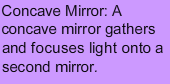 Concave Mirror: A
concave mirror gathers
and focuses light onto a
second mirror.